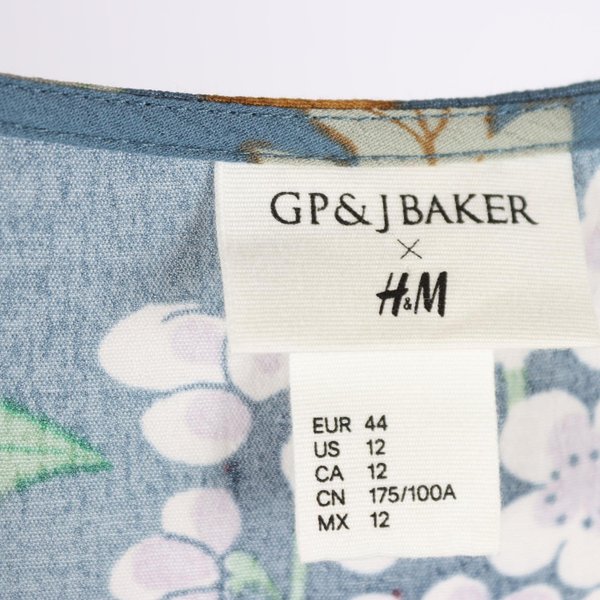 GP&J BAKER
×
H&M
EUR 44
US 12
CA 12
CN 175/100A
MX 12